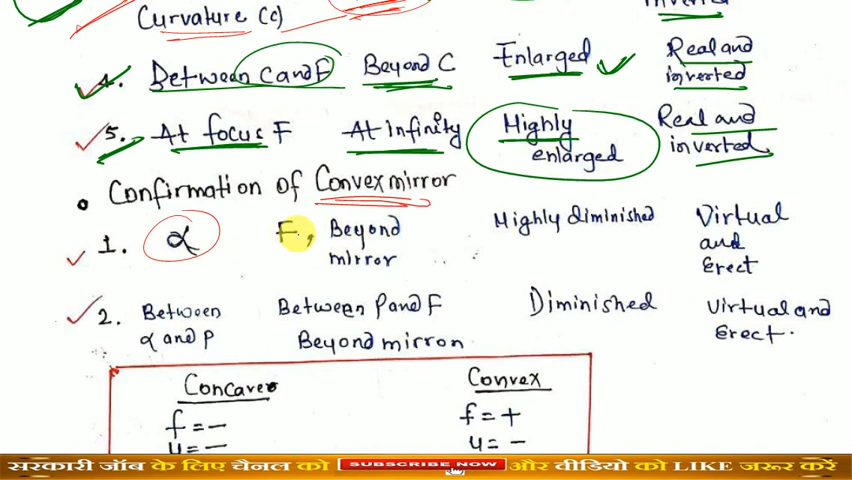 Curvature (c)
4. Between C and F Beyond C Enlarged Real and inverted
5. At focus F At infinity Highly enlarged Real and inverted
• Confirmation of Convex mirror
1. α F, Beyond mirror Highly diminished Virtual and Erect
2. Between α and P Between P and F Beyond mirron Diminished Virtual and Erect.
Concave Convex
f = - f = +
u = - u = -
सरकारी जॉब के लिए चैनल को SUBSCRIBE NOW और वीडियो को LIKE जरूर करें